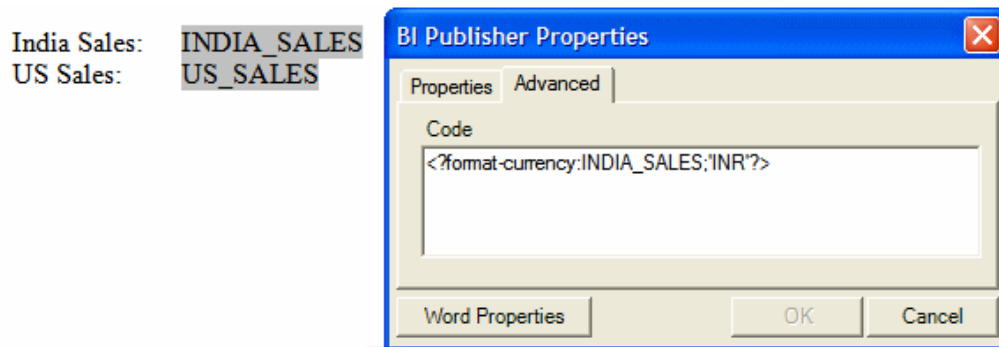 India Sales: INDIA_SALES
US Sales: US_SALES
BI Publisher Properties
Properties Advanced
Code
<?format-currency:INDIA_SALES;'INR'?>
Word Properties OK Cancel